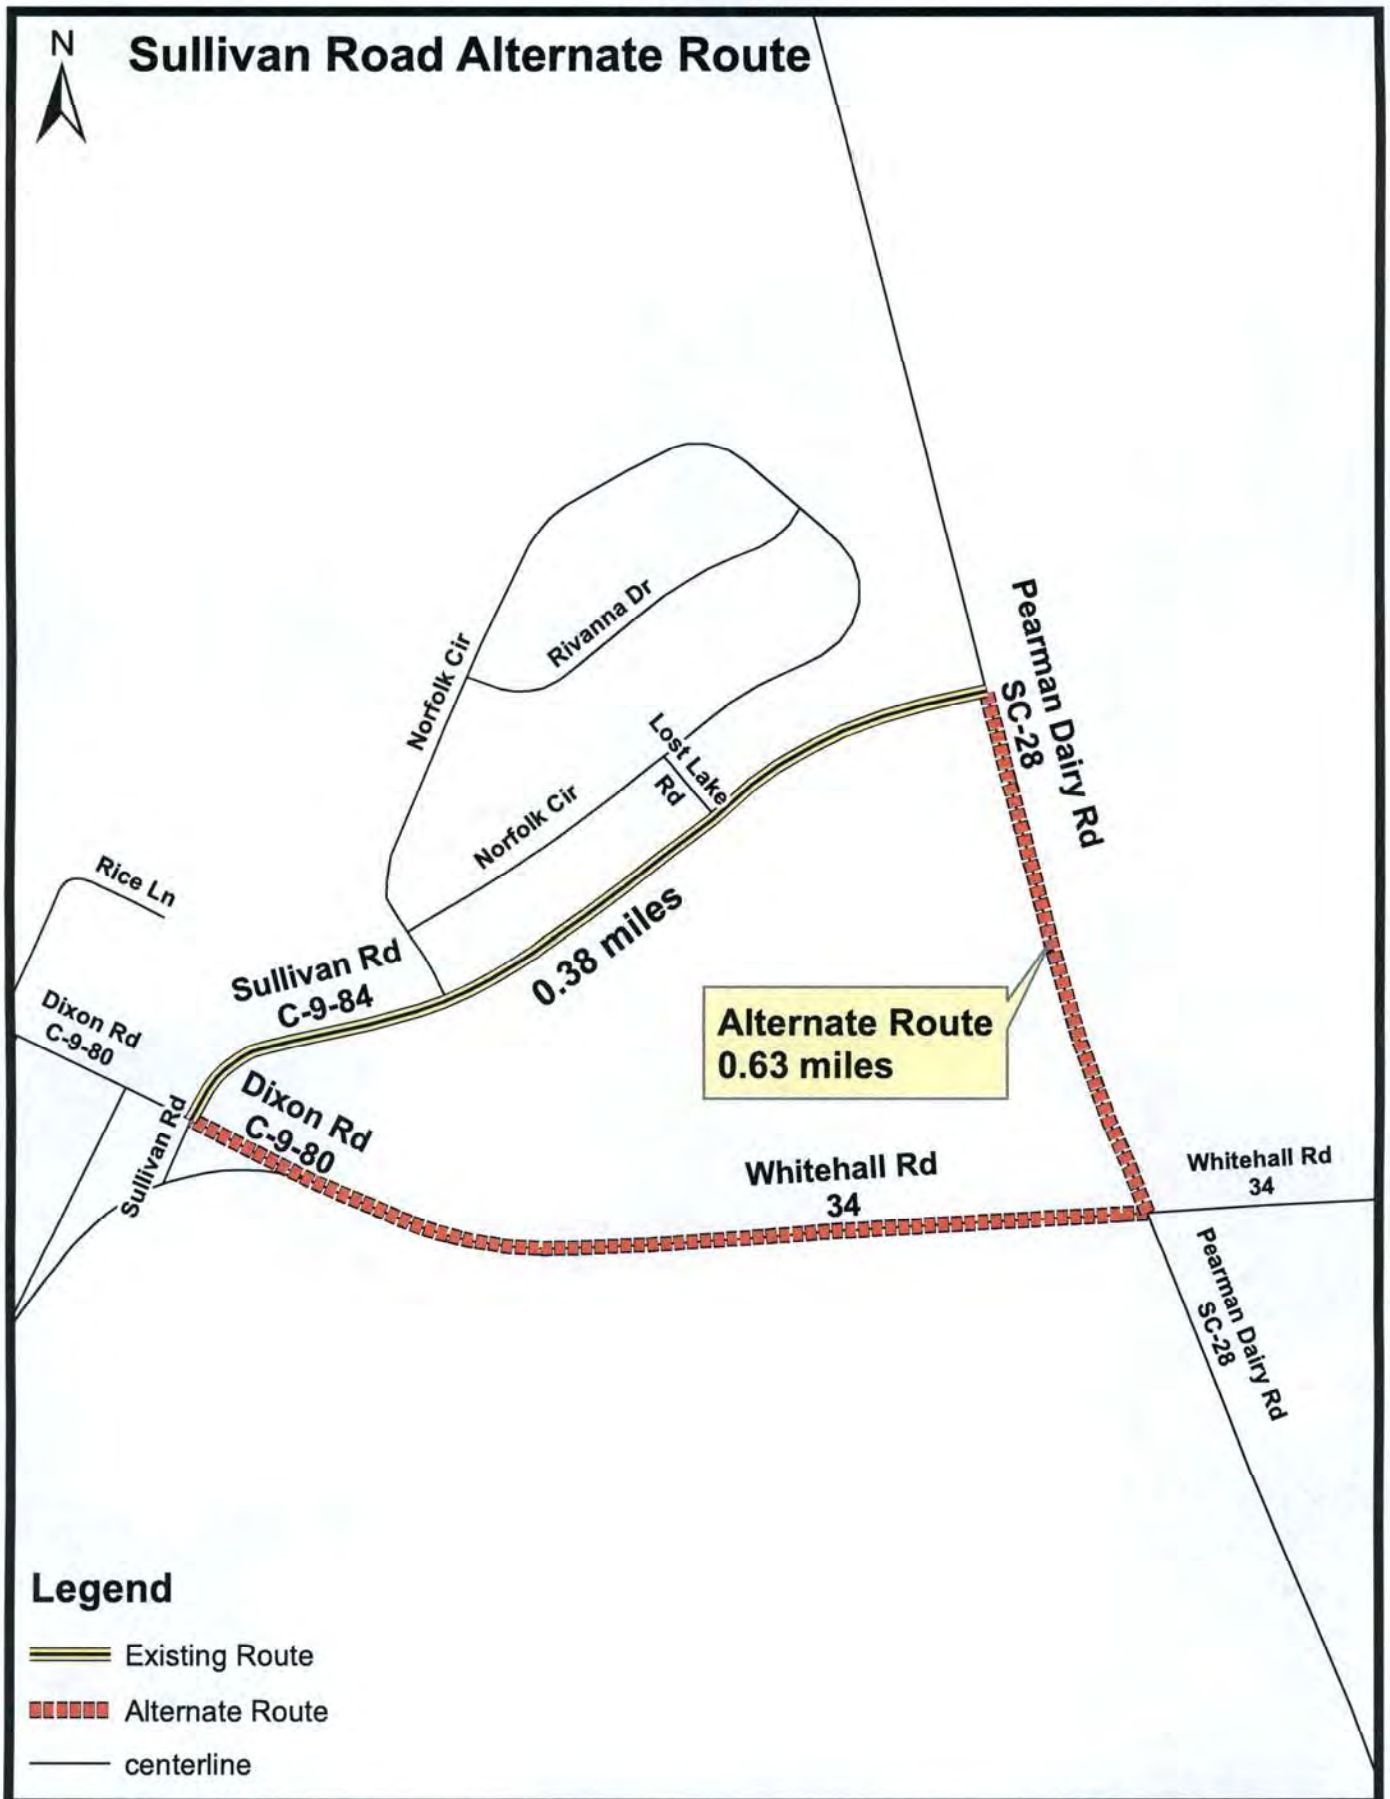 N
Sullivan Road Alternate Route
Pearman Dairy Rd
SC-28
Rivanna Dr
Norfolk Cir
Lost Lake
Rd
Norfolk Cir
Rice Ln
0.38 miles
Sullivan Rd
C-9-84
Dixon Rd
C-9-80
Alternate Route
0.63 miles
Dixon Rd
C-9-80
Sullivan Rd
Whitehall Rd
34
Whitehall Rd
34
Pearman Dairy Rd
SC-28
Legend
Existing Route
Alternate Route
centerline